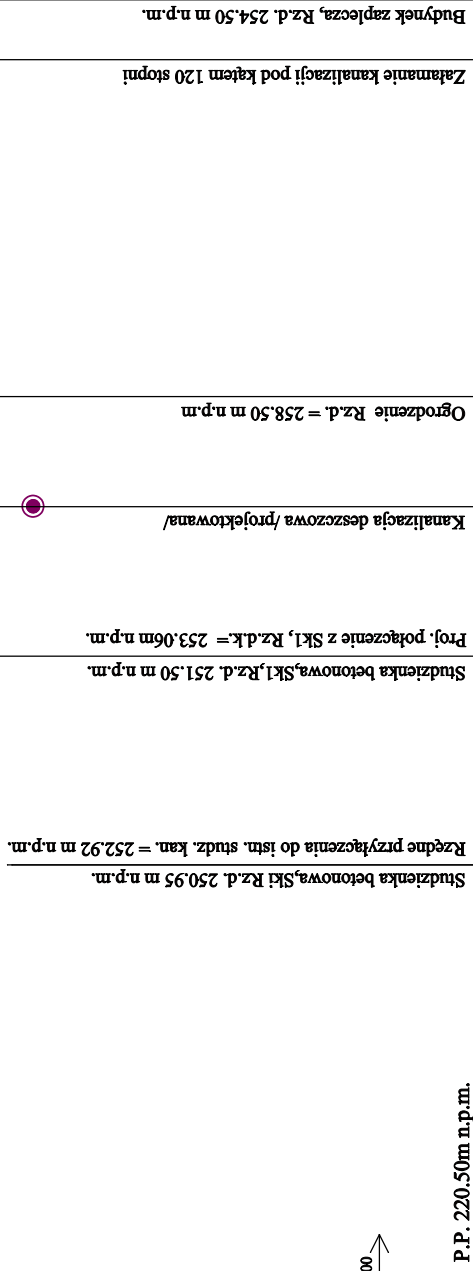 Budynek zaplecza, Rz.d. 254.50 m n.p.m.
Załamanie kanalizacji pod kątem 120 stopni
Ogrodzenie Rz.d. = 258.50 m n.p.m
Kanalizacja deszczowa /projektowana/
Proj. połączenie z Sk1, Rz.d.k.= 253.06m n.p.m.
Studzienka betonowa,Sk1,Rz.d. 251.50 m n.p.m.
Rzędne przyłączenia do istn. studz. kan. = 252.92 m n.p.m.
Studzienka betonowa,Ski Rz.d. 250.95 m n.p.m.
P.P. 220.50m n.p.m.
00